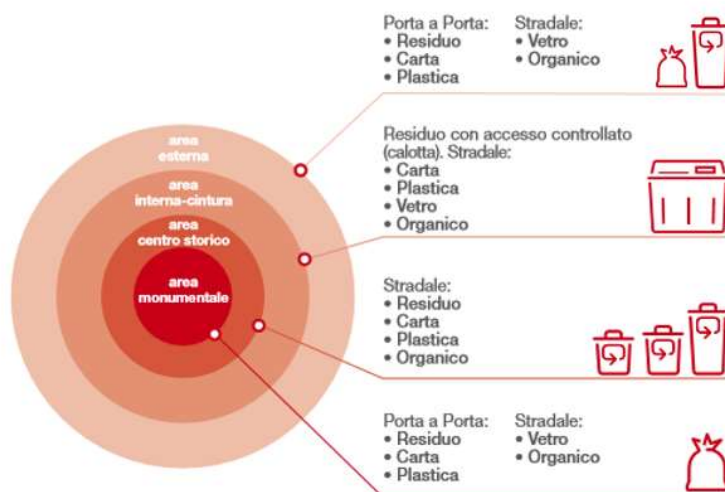 Porta a Porta:
• Residuo
• Carta
• Plastica
Stradale:
• Vetro
• Organico
area
esterna
Residuo con accesso controllato
(calotta). Stradale:
• Carta
• Plastica
• Vetro
• Organico
area
interna-cintura
area
centro storico
area
monumentale
Stradale:
• Residuo
• Carta
• Plastica
• Organico
Porta a Porta:
• Residuo
• Carta
• Plastica
Stradale:
• Vetro
• Organico